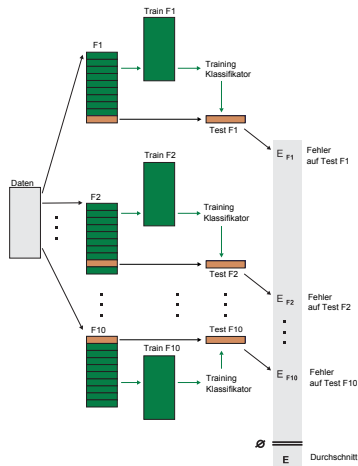 Train F1
F1
Training
Klassifikator
Test F1
E F1
Fehler
auf Test F1
Daten
Train F2
F2
Training
Klassifikator
Test F2
E F2
Fehler
auf Test F2
F10
Test F10
Train F10
Training
Klassifikator
E F10
Fehler
auf Test F10
Ø
E
Durchschnitt